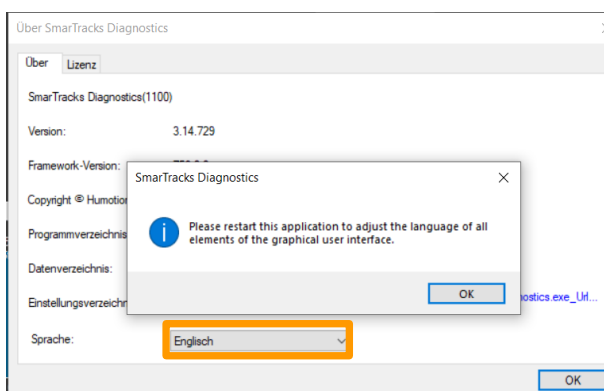 Über SmarTracks Diagnostics
Über Lizenz
SmarTracks Diagnostics(1100)
Version: 3.14.729
Framework-Version:
SmarTracks Diagnostics
Copyright © Humotion
Please restart this application to adjust the language of all
elements of the graphical user interface.
Programmverzeichnis
Datenverzeichnis:
OK
Einstellungsverzeichn nostics.exe_Url...
Sprache: Englisch
OK